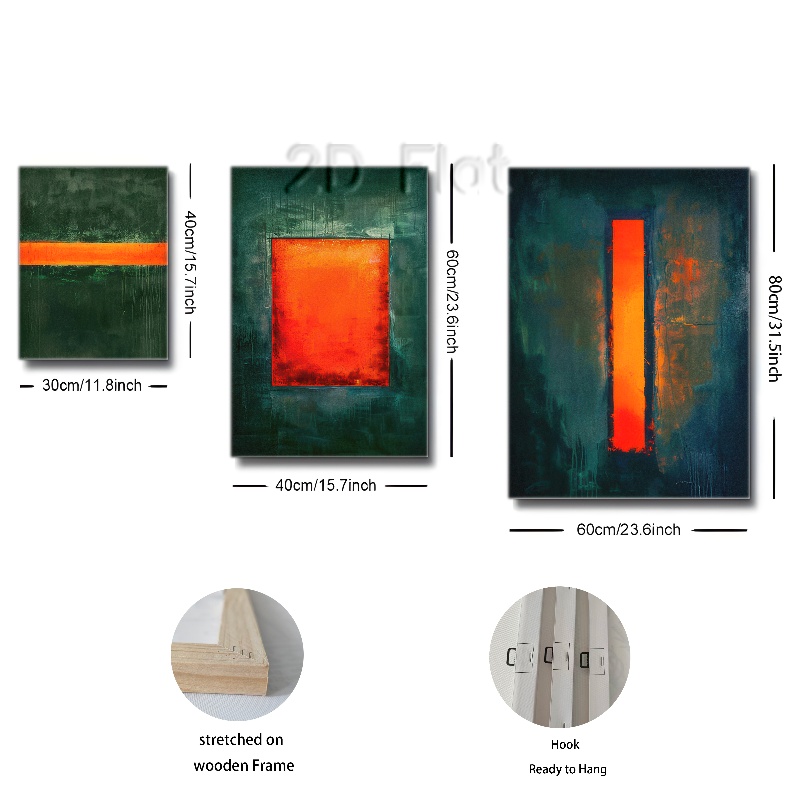 2D Flat
40cm/15.7inch
30cm/11.8inch
60cm/23.6inch
40cm/15.7inch
80cm/31.5inch
60cm/23.6inch
stretched on
wooden Frame
Hook
Ready to Hang